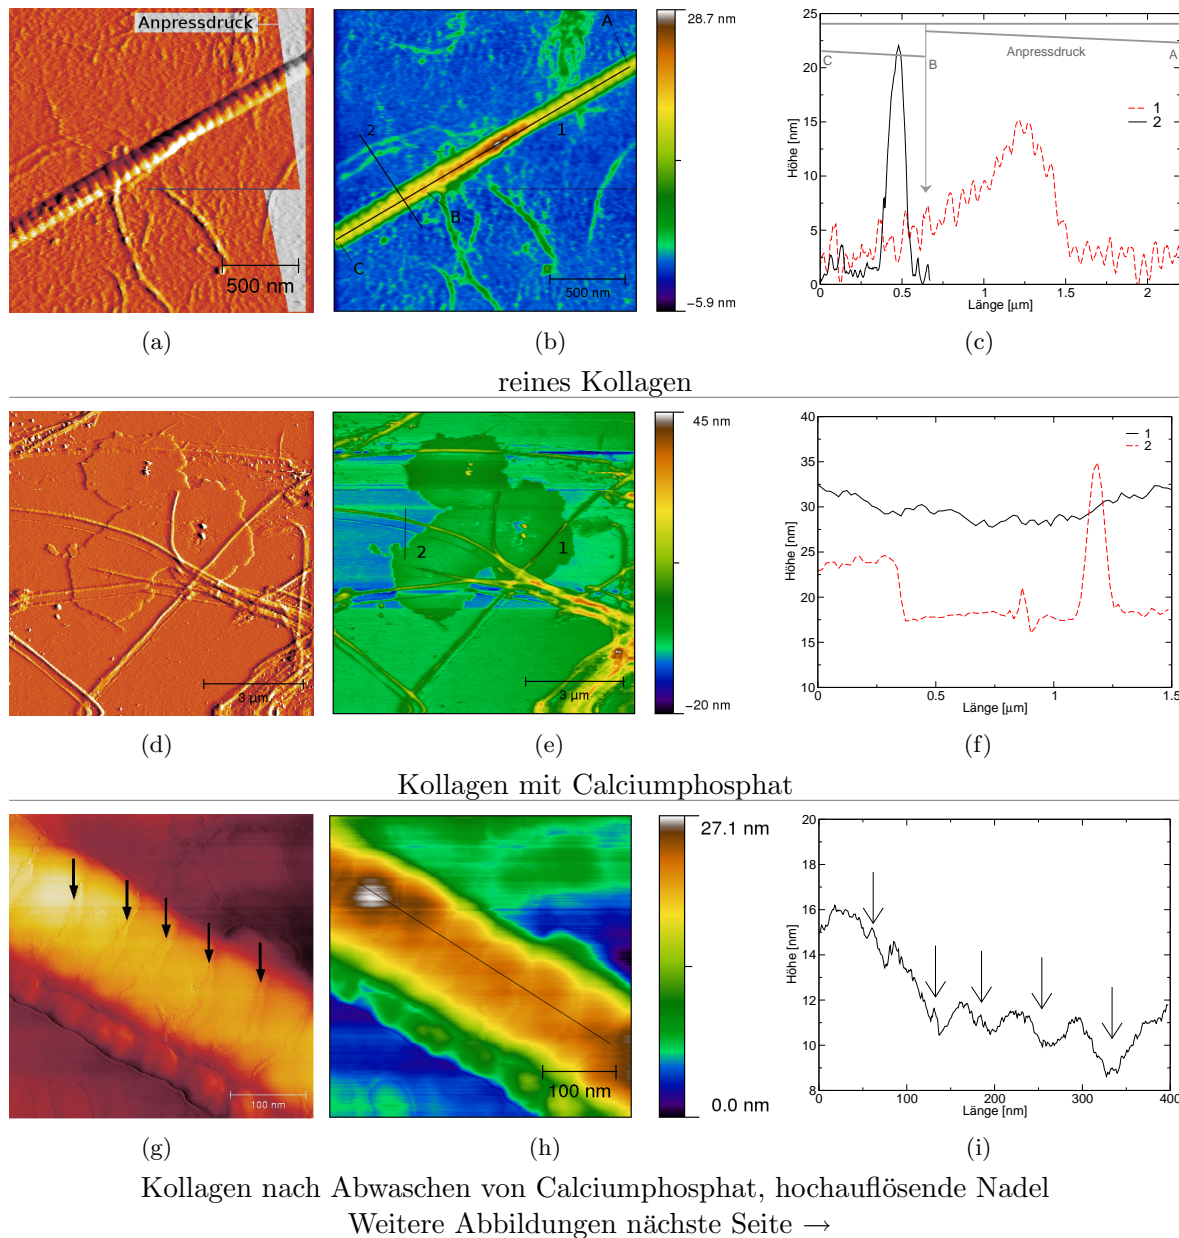 Anpressdruck
500 nm
A
2
1
B
C
500 nm
28.7 nm
−5.9 nm
25
20
15
10
5
0
Höhe [nm]
C
B
Anpressdruck
A
1
2
0
0.5
1
1.5
2
Länge [µm]
(a)
(b)
(c)
reines Kollagen
3 µm
2
1
3 µm
45 nm
−20 nm
40
35
30
25
20
15
10
Höhe [nm]
1
2
0
0.5
1
1.5
Länge [µm]
(d)
(e)
(f)
Kollagen mit Calciumphosphat
100 nm
100 nm
27.1 nm
0.0 nm
20
18
16
14
12
10
8
Höhe [nm]
0
100
200
300
400
Länge [nm]
(g)
(h)
(i)
Kollagen nach Abwaschen von Calciumphosphat, hochauflösende Nadel
Weitere Abbildungen nächste Seite →